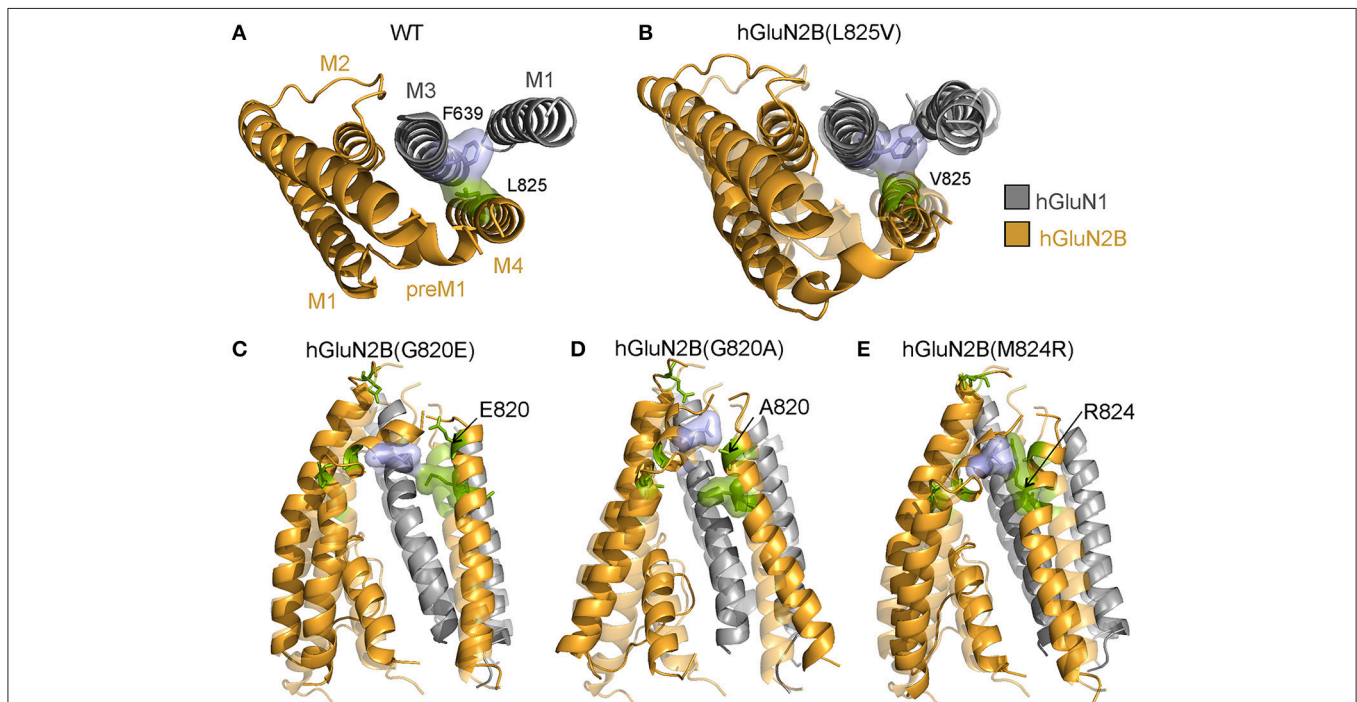 A WT
B hGluN2B(L825V)
M2
M3
M1
F639
L825
V825
M4
preM1
M1
hGluN1
hGluN2B
C hGluN2B(G820E)
D hGluN2B(G820A)
E hGluN2B(M824R)
E820
A820
R824